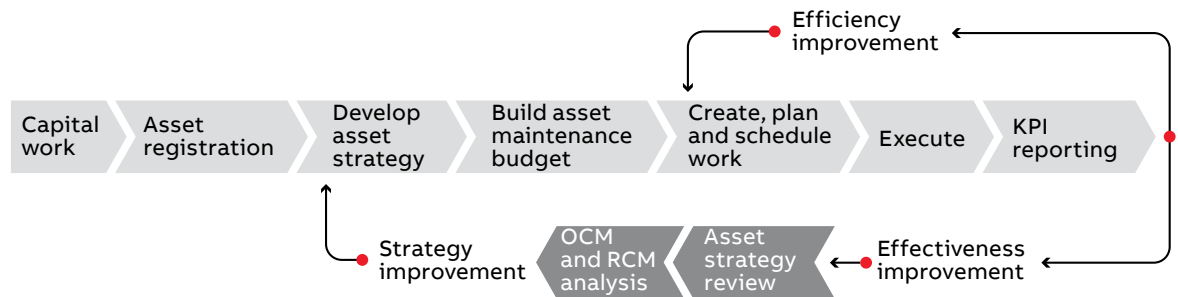 Efficiency
improvement
Capital
work
Asset
registration
Develop
asset
strategy
Build asset
maintenance
budget
Create, plan
and schedule
work
Execute
KPI
reporting
Strategy
improvement
OCM
and RCM
analysis
Asset
strategy
review
Effectiveness
improvement